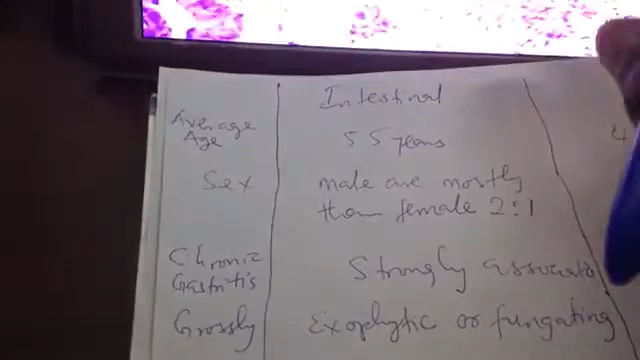 Intestinal
Average
Age
55 years
Sex
male are mostly
than female 2:1
Chronic
Gastritis
Strongly associated
Grossly
Exophytic or fungating